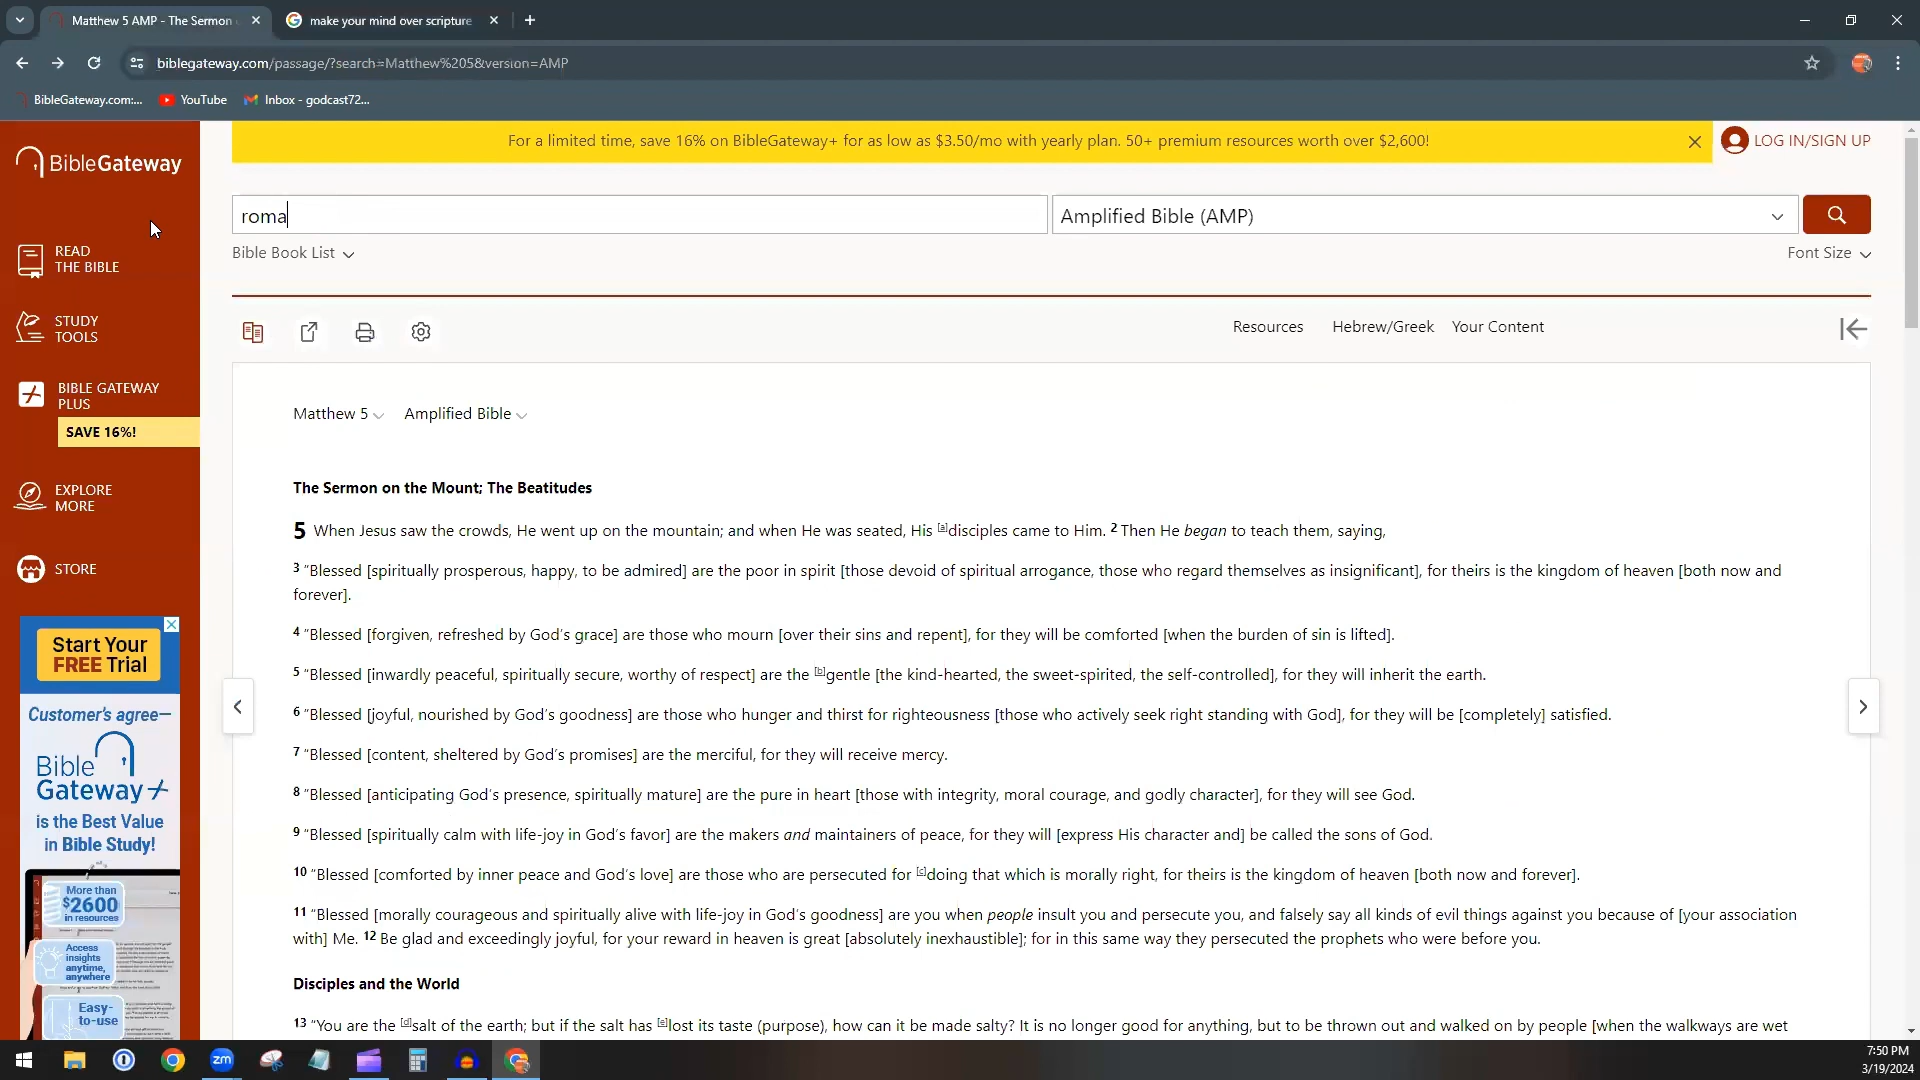 Matthew 5 AMP - The Sermon
make your mind over scripture
biblegateway.com/passage/?search=Matthew%205&version=AMP
BibleGateway.com:...
YouTube
Inbox - godcast72...
BibleGateway
For a limited time, save 16% on BibleGateway+ for as low as $3.50/mo with yearly plan. 50+ premium resources worth over $2,600!
LOG IN/SIGN UP
roma
Amplified Bible (AMP)
Bible Book List
Font Size
READ
THE BIBLE
STUDY
TOOLS
BIBLE GATEWAY
PLUS
SAVE 16%!
EXPLORE
MORE
STORE
Resources
Hebrew/Greek
Your Content
Matthew 5
Amplified Bible
The Sermon on the Mount; The Beatitudes
5 When Jesus saw the crowds, He went up on the mountain; and when He was seated, His [a]disciples came to Him. 2 Then He began to teach them, saying,
3 “Blessed [spiritually prosperous, happy, to be admired] are the poor in spirit [those devoid of spiritual arrogance, those who regard themselves as insignificant], for theirs is the kingdom of heaven [both now and
forever].
4 “Blessed [forgiven, refreshed by God’s grace] are those who mourn [over their sins and repent], for they will be comforted [when the burden of sin is lifted].
5 “Blessed [inwardly peaceful, spiritually secure, worthy of respect] are the [b]gentle [the kind-hearted, the sweet-spirited, the self-controlled], for they will inherit the earth.
6 “Blessed [joyful, nourished by God’s goodness] are those who hunger and thirst for righteousness [those who actively seek right standing with God], for they will be [completely] satisfied.
7 “Blessed [content, sheltered by God’s promises] are the merciful, for they will receive mercy.
8 “Blessed [anticipating God’s presence, spiritually mature] are the pure in heart [those with integrity, moral courage, and godly character], for they will see God.
9 “Blessed [spiritually calm with life-joy in God’s favor] are the makers and maintainers of peace, for they will [express His character and] be called the sons of God.
10 “Blessed [comforted by inner peace and God’s love] are those who are persecuted for [c]doing that which is morally right, for theirs is the kingdom of heaven [both now and forever].
11 “Blessed [morally courageous and spiritually alive with life-joy in God’s goodness] are you when people insult you and persecute you, and falsely say all kinds of evil things against you because of [your association
with] Me. 12 Be glad and exceedingly joyful, for your reward in heaven is great [absolutely inexhaustible]; for in this same way they persecuted the prophets who were before you.
Disciples and the World
13 “You are the [d]salt of the earth; but if the salt has [e]lost its taste (purpose), how can it be made salty? It is no longer good for anything, but to be thrown out and walked on by people [when the walkways are wet
Start Your
FREE Trial
Customer's agree—
Bible
Gateway+
is the Best Value
in Bible Study!
More than
$2600
in resources
Access
insights
anytime,
anywhere
Easy-
to-use
zm
7:50 PM
3/19/2024